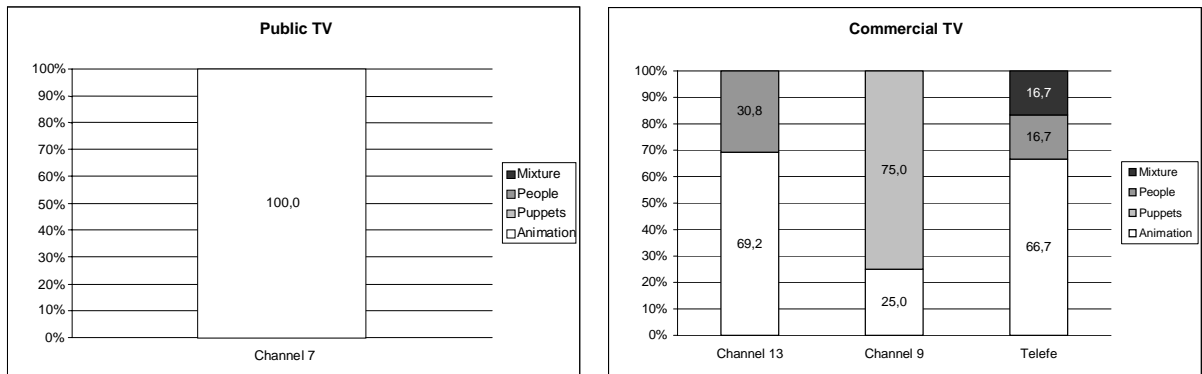 Public TV
100%
90%
80%
70%
60%
50%
40%
30%
20%
10%
0%
100,0
Channel 7
Mixture
People
Puppets
Animation
Commercial TV
100%
90%
80%
70%
60%
50%
40%
30%
20%
10%
0%
30,8
69,2
75,0
25,0
16,7
16,7
66,7
Channel 13 Channel 9 Telefe
Mixture
People
Puppets
Animation